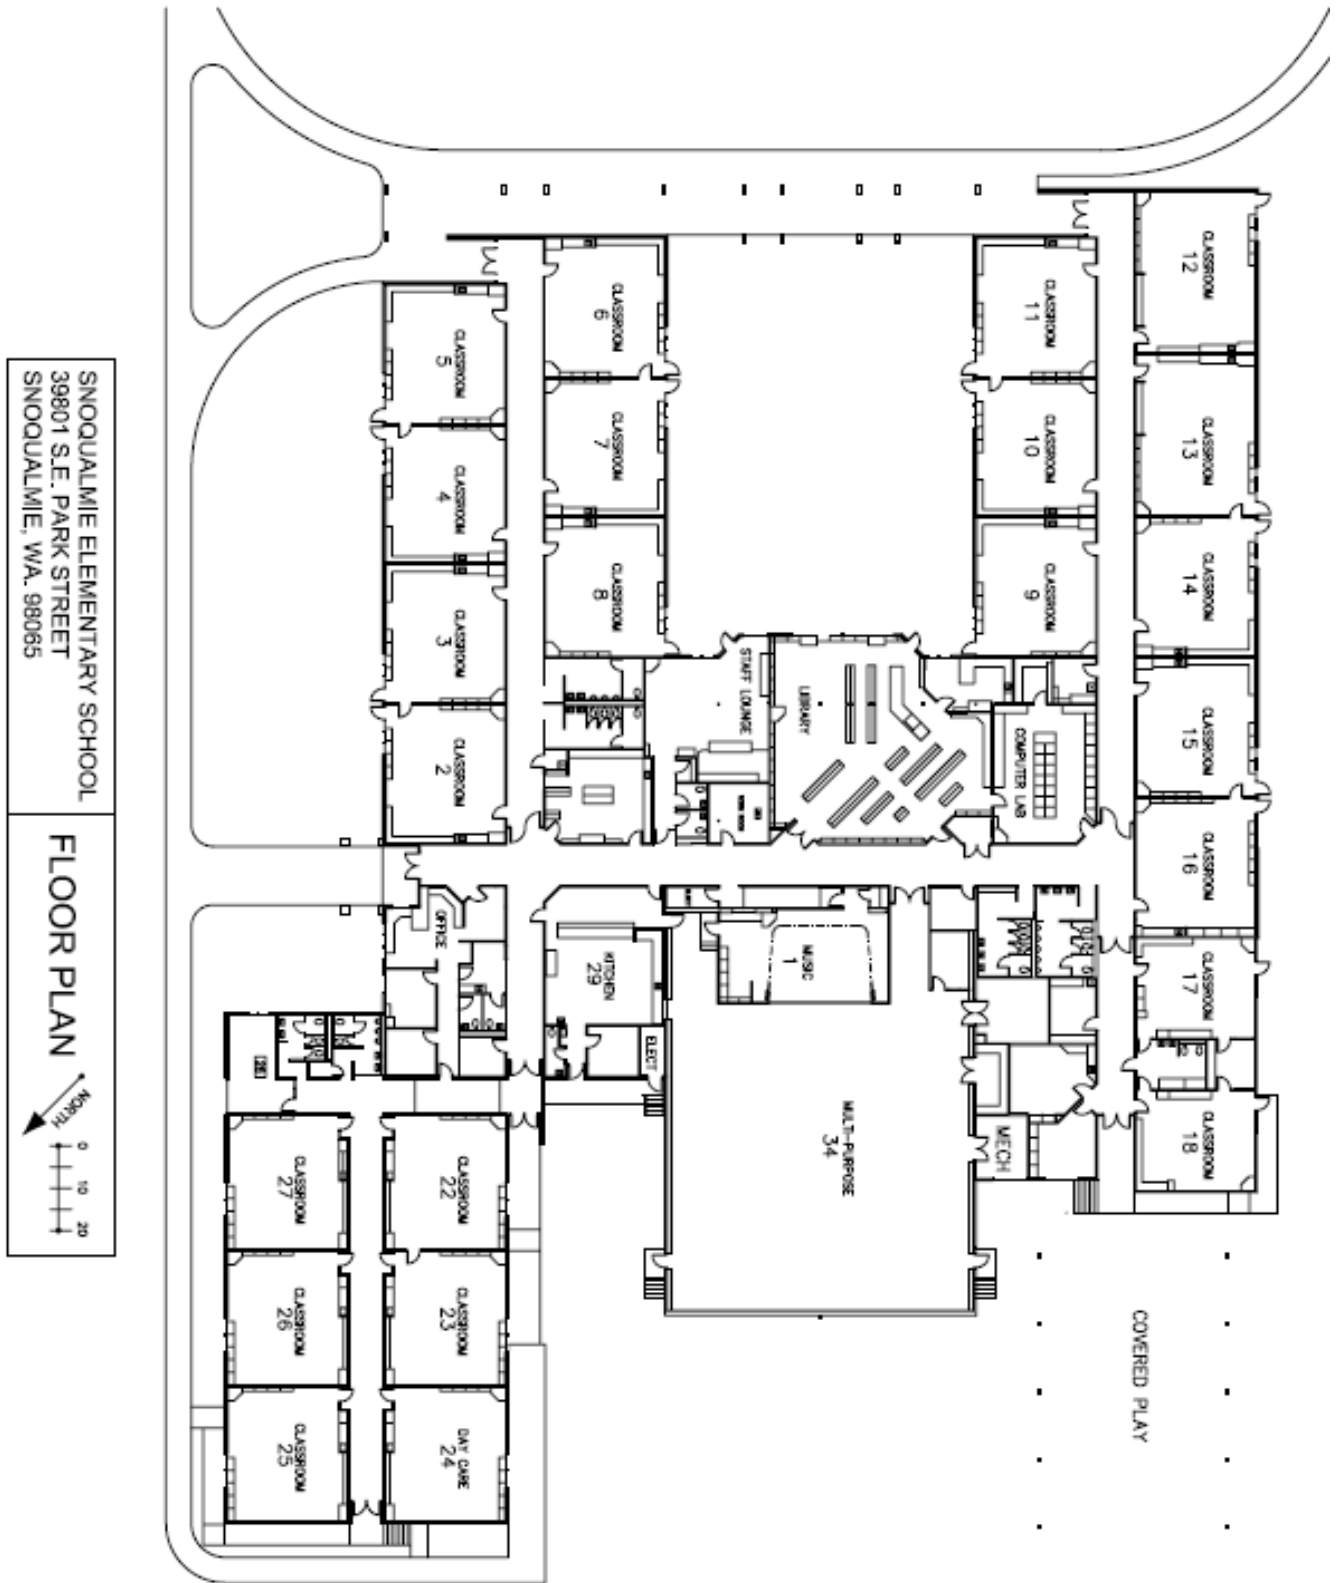 CLASSROOM
12
CLASSROOM
11
CLASSROOM
6
CLASSROOM
5
CLASSROOM
13
CLASSROOM
10
CLASSROOM
7
CLASSROOM
4
CLASSROOM
14
CLASSROOM
9
CLASSROOM
8
CLASSROOM
3
STAFF LOUNGE
LIBRARY
COMPUTER LAB
CLASSROOM
15
CLASSROOM
2
CLASSROOM
16
OFFICE
KITCHEN
29
MUSIC
1
CLASSROOM
17
ELECT
MULTI-PURPOSE
34
MECH
CLASSROOM
18
CLASSROOM
27
CLASSROOM
22
CLASSROOM
26
CLASSROOM
23
CLASSROOM
25
DAY CARE
24
COVERED PLAY
SNOQUALMIE ELEMENTARY SCHOOL
39801 S.E. PARK STREET
SNOQUALMIE, WA. 98065
FLOOR PLAN
NORTH
0 10 20